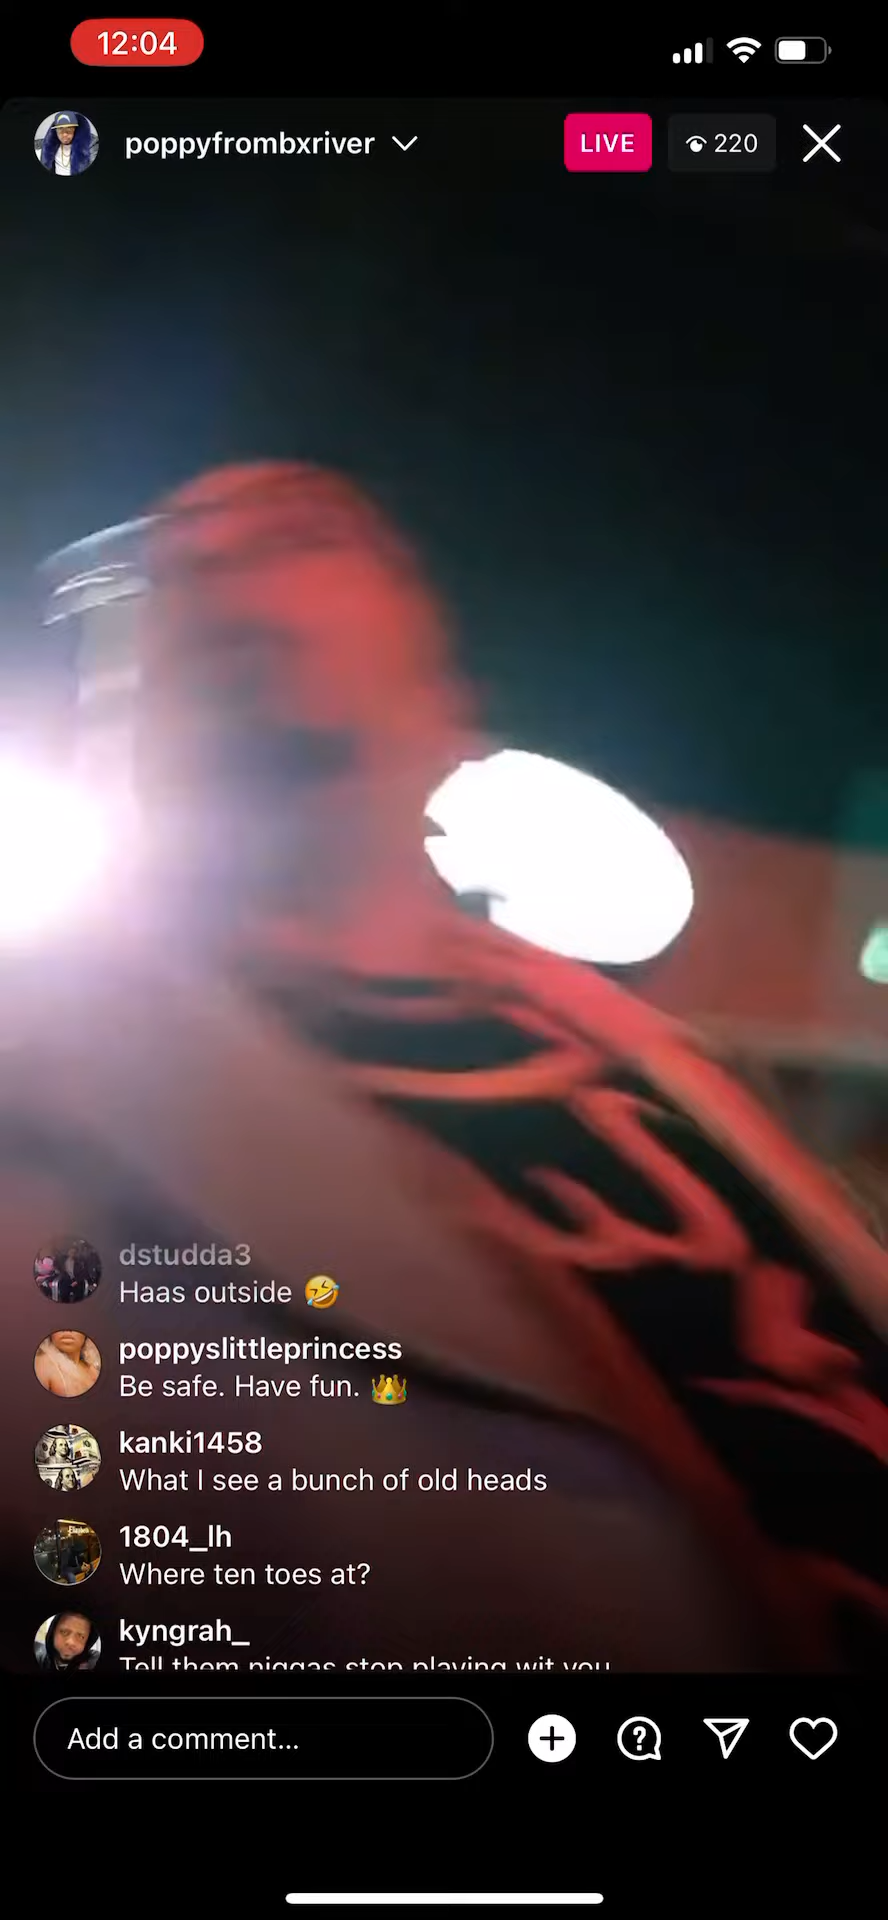 12:04
poppyfrombxriver
LIVE
220
dstudda3
Haas outside 🤣
poppyslittleprincess
Be safe. Have fun. 👑
kanki1458
What I see a bunch of old heads
1804_lh
Where ten toes at?
kyngrah_
Tell them niggas stop playing wit you
Add a comment...